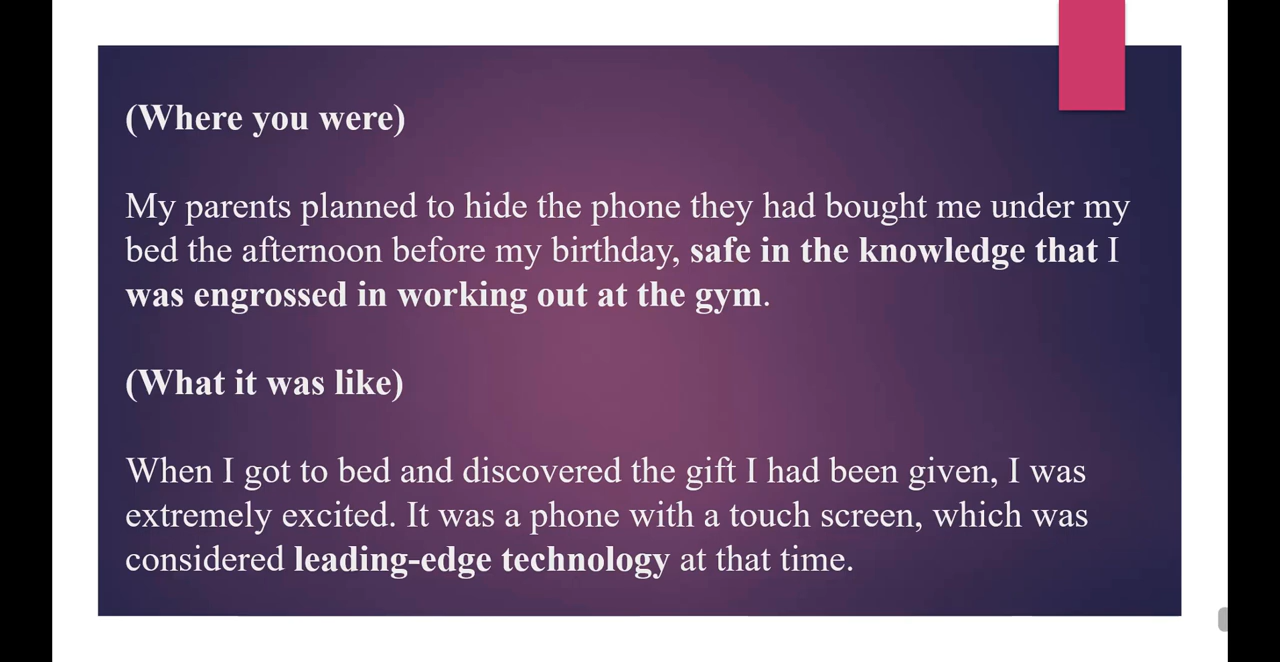 (Where you were)
My parents planned to hide the phone they had bought me under my
bed the afternoon before my birthday, safe in the knowledge that I
was engrossed in working out at the gym.
(What it was like)
When I got to bed and discovered the gift I had been given, I was
extremely excited. It was a phone with a touch screen, which was
considered leading-edge technology at that time.